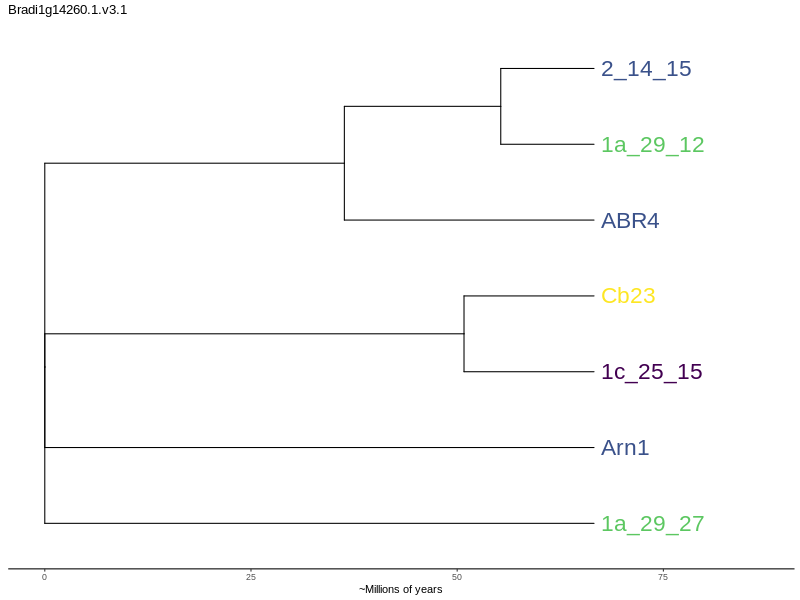 Bradi1g14260.1.v3.1
2_14_15
1a_29_12
ABR4
Cb23
1c_25_15
Arn1
1a_29_27
0 25 50 75
~Millions of years